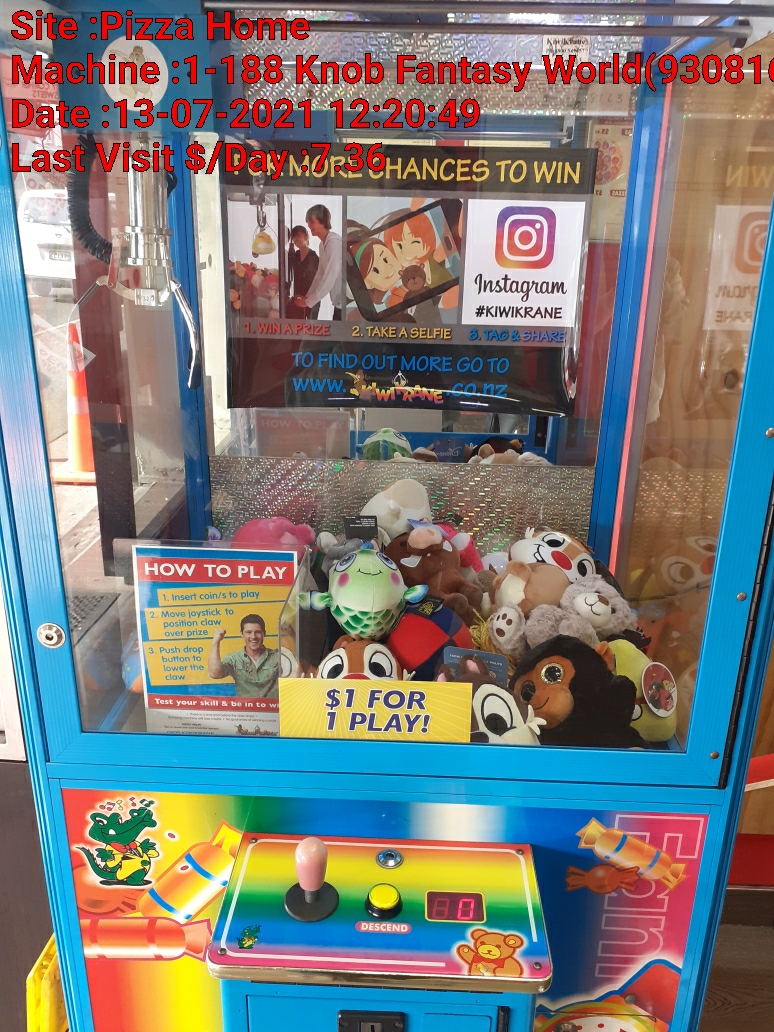 Site :Pizza Home
Machine :1-188 Knob Fantasy World(930816
Date :13-07-2021 12:20:49
Last Visit $/Day :7.36
MORE CHANCES TO WIN
Instagram
#KIWIKRANE
1. WIN A PRIZE 2. TAKE A SELFIE 3. TAG & SHARE
TO FIND OUT MORE GO TO
www.KIWIKRANE.co.nz
HOW TO PLAY
1. Insert coin/s to play
2. Move joystick to
position claw
over prize
3. Push drop
button to
lower the
claw
Test your skill & be in to wi
$1 FOR
1 PLAY!
0
DESCEND